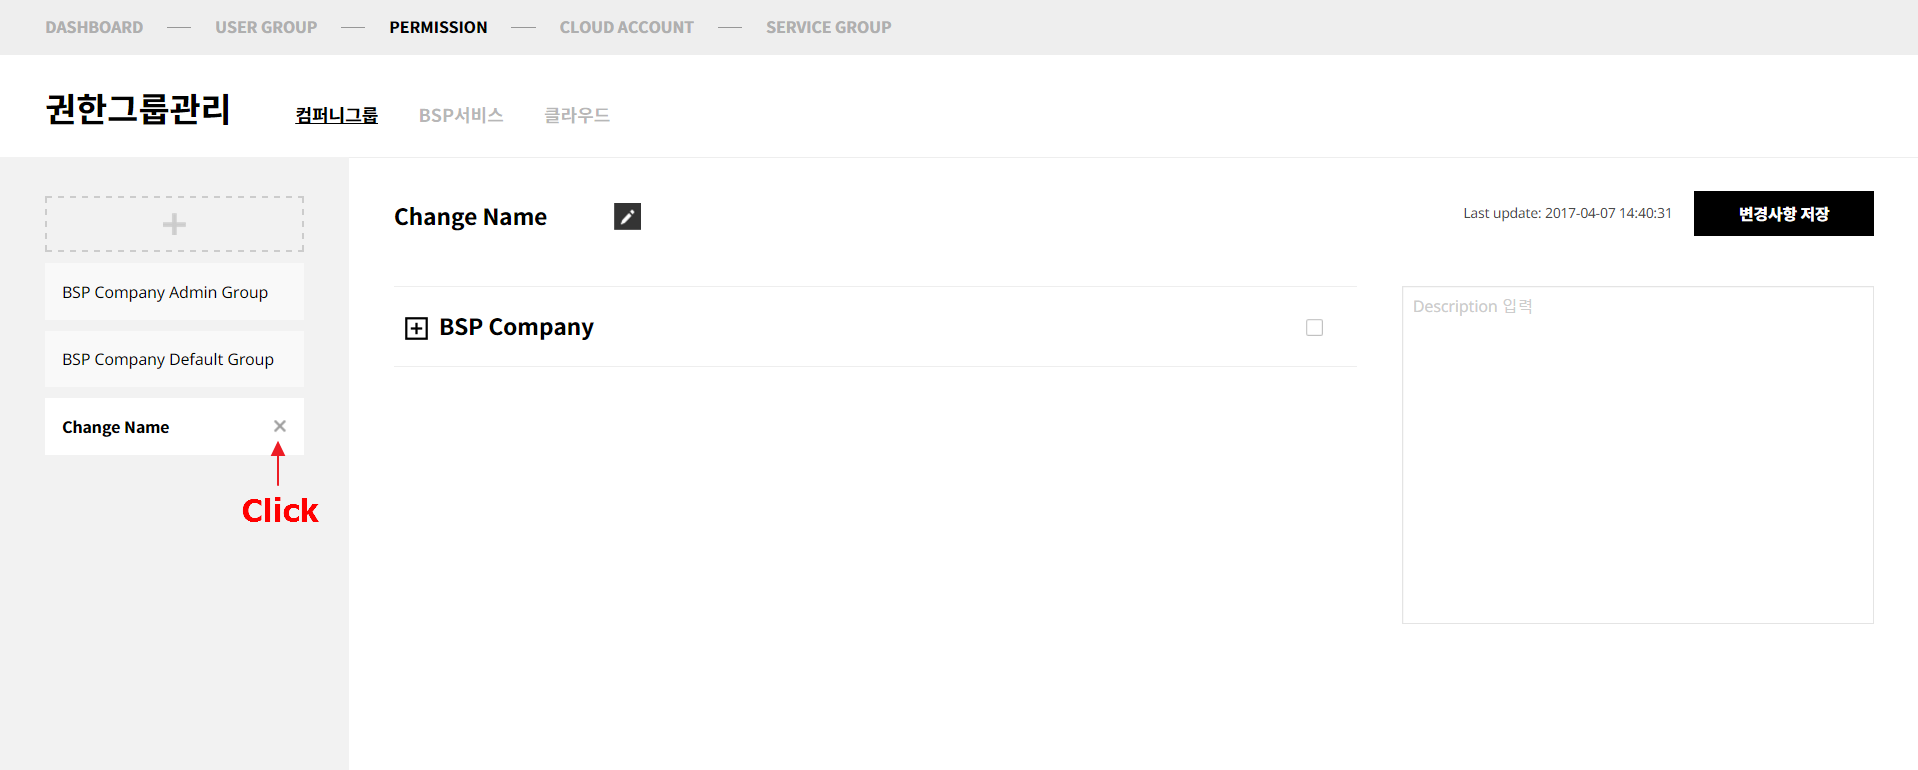 DASHBOARD USER GROUP PERMISSION CLOUD ACCOUNT SERVICE GROUP
권한그룹관리 컴퍼니그룹 BSP서비스 클라우드
Change Name Last update: 2017-04-07 14:40:31 변경사항 저장
BSP Company Admin Group
BSP Company Default Group
Change Name
Click
BSP Company
Description 입력